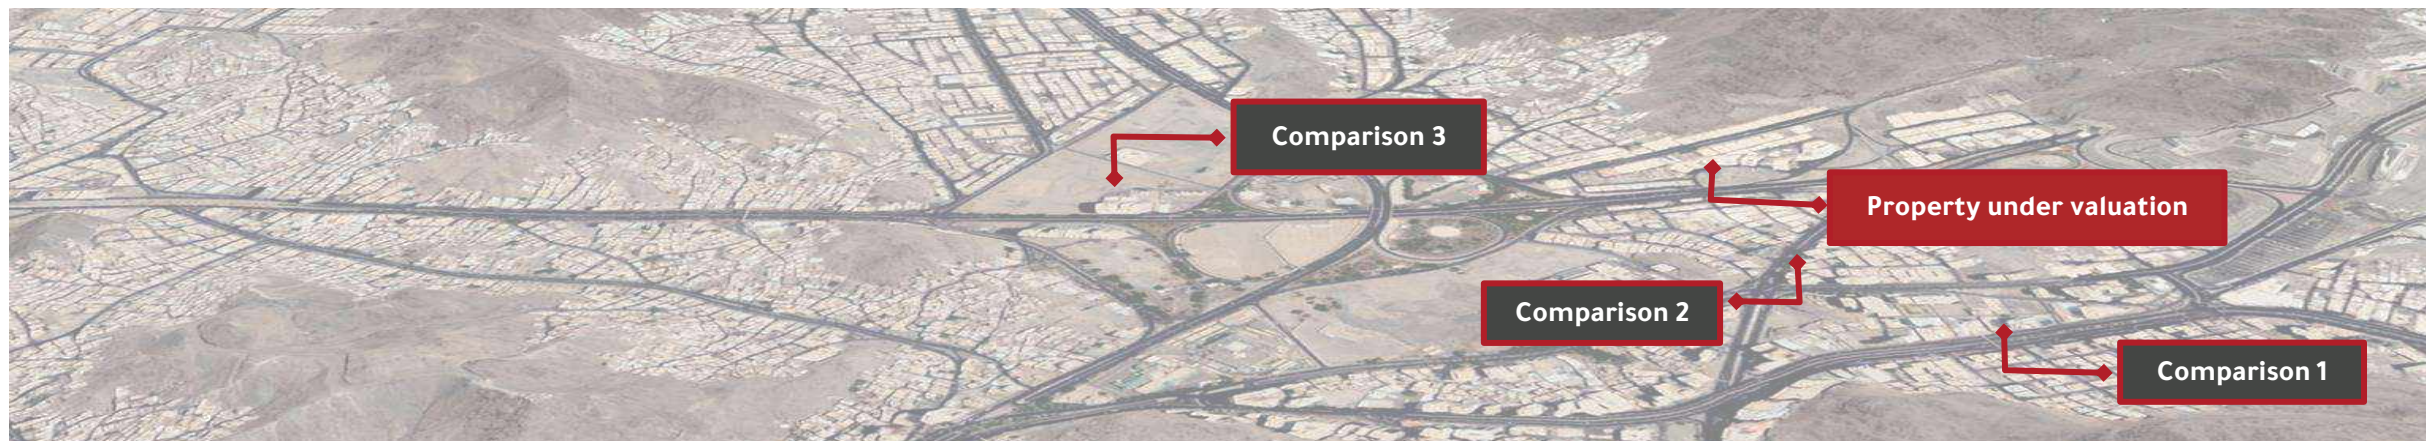 Comparison 3
Property under valuation
Comparison 2
Comparison 1